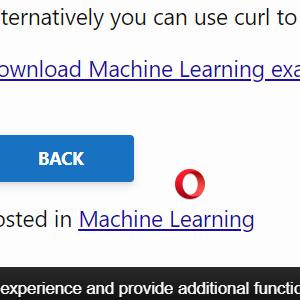 ternatively you can use curl to
ownload Machine Learning exa
BACK
osted in Machine Learning
experience and provide additional functio